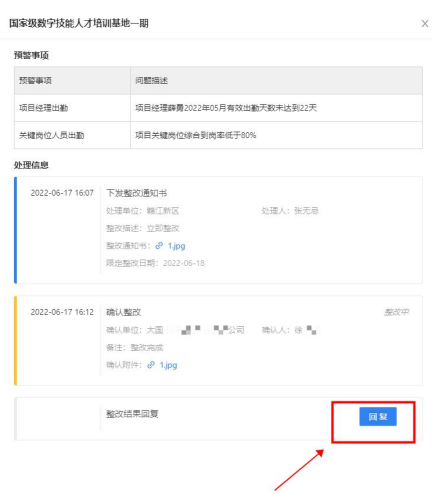 国家级数字技能人才培训基地一期
预警事项
预警事项 问题描述
项目经理出勤 项目经理薛勇2022年05月有效出勤天数未达到22天
关键岗位人员出勤 项目关键岗位综合到岗率低于80%
处理信息
2022-06-17 16:07 下发整改通知书
处理单位：赣江新区 处理人：张无忌
整改描述：立即整改
整改通知书：1.jpg
限定整改日期：2022-06-18
2022-06-17 16:12 确认整改 整改中
确认单位：大国 公司 确认人：徐
备注：整改完成
确认附件：1.jpg
整改结果回复 回复